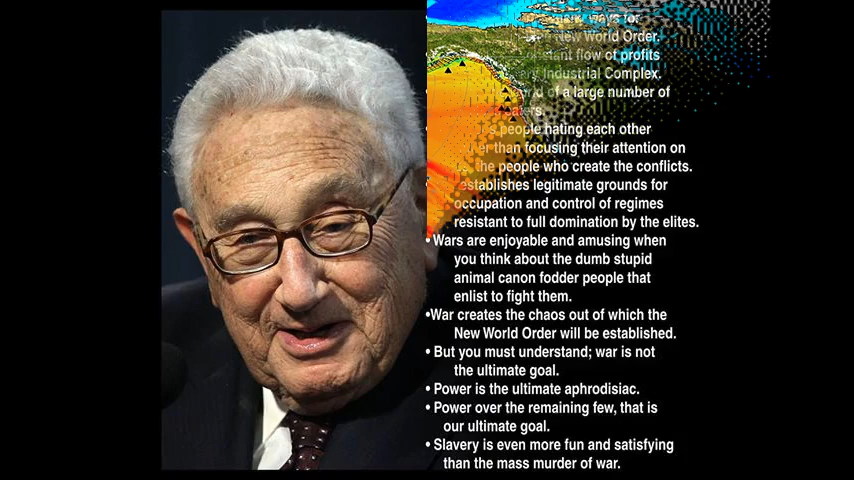 ways for
New World Order.
flow of profits
Industrial Complex.
of a large number of
people hating each other
than focusing their attention on
the people who create the conflicts.
establishes legitimate grounds for
occupation and control of regimes
resistant to full domination by the elites.
• Wars are enjoyable and amusing when
you think about the dumb stupid
animal canon fodder people that
enlist to fight them.
•War creates the chaos out of which the
New World Order will be established.
• But you must understand; war is not
the ultimate goal.
• Power is the ultimate aphrodisiac.
• Power over the remaining few, that is
our ultimate goal.
• Slavery is even more fun and satisfying
than the mass murder of war.